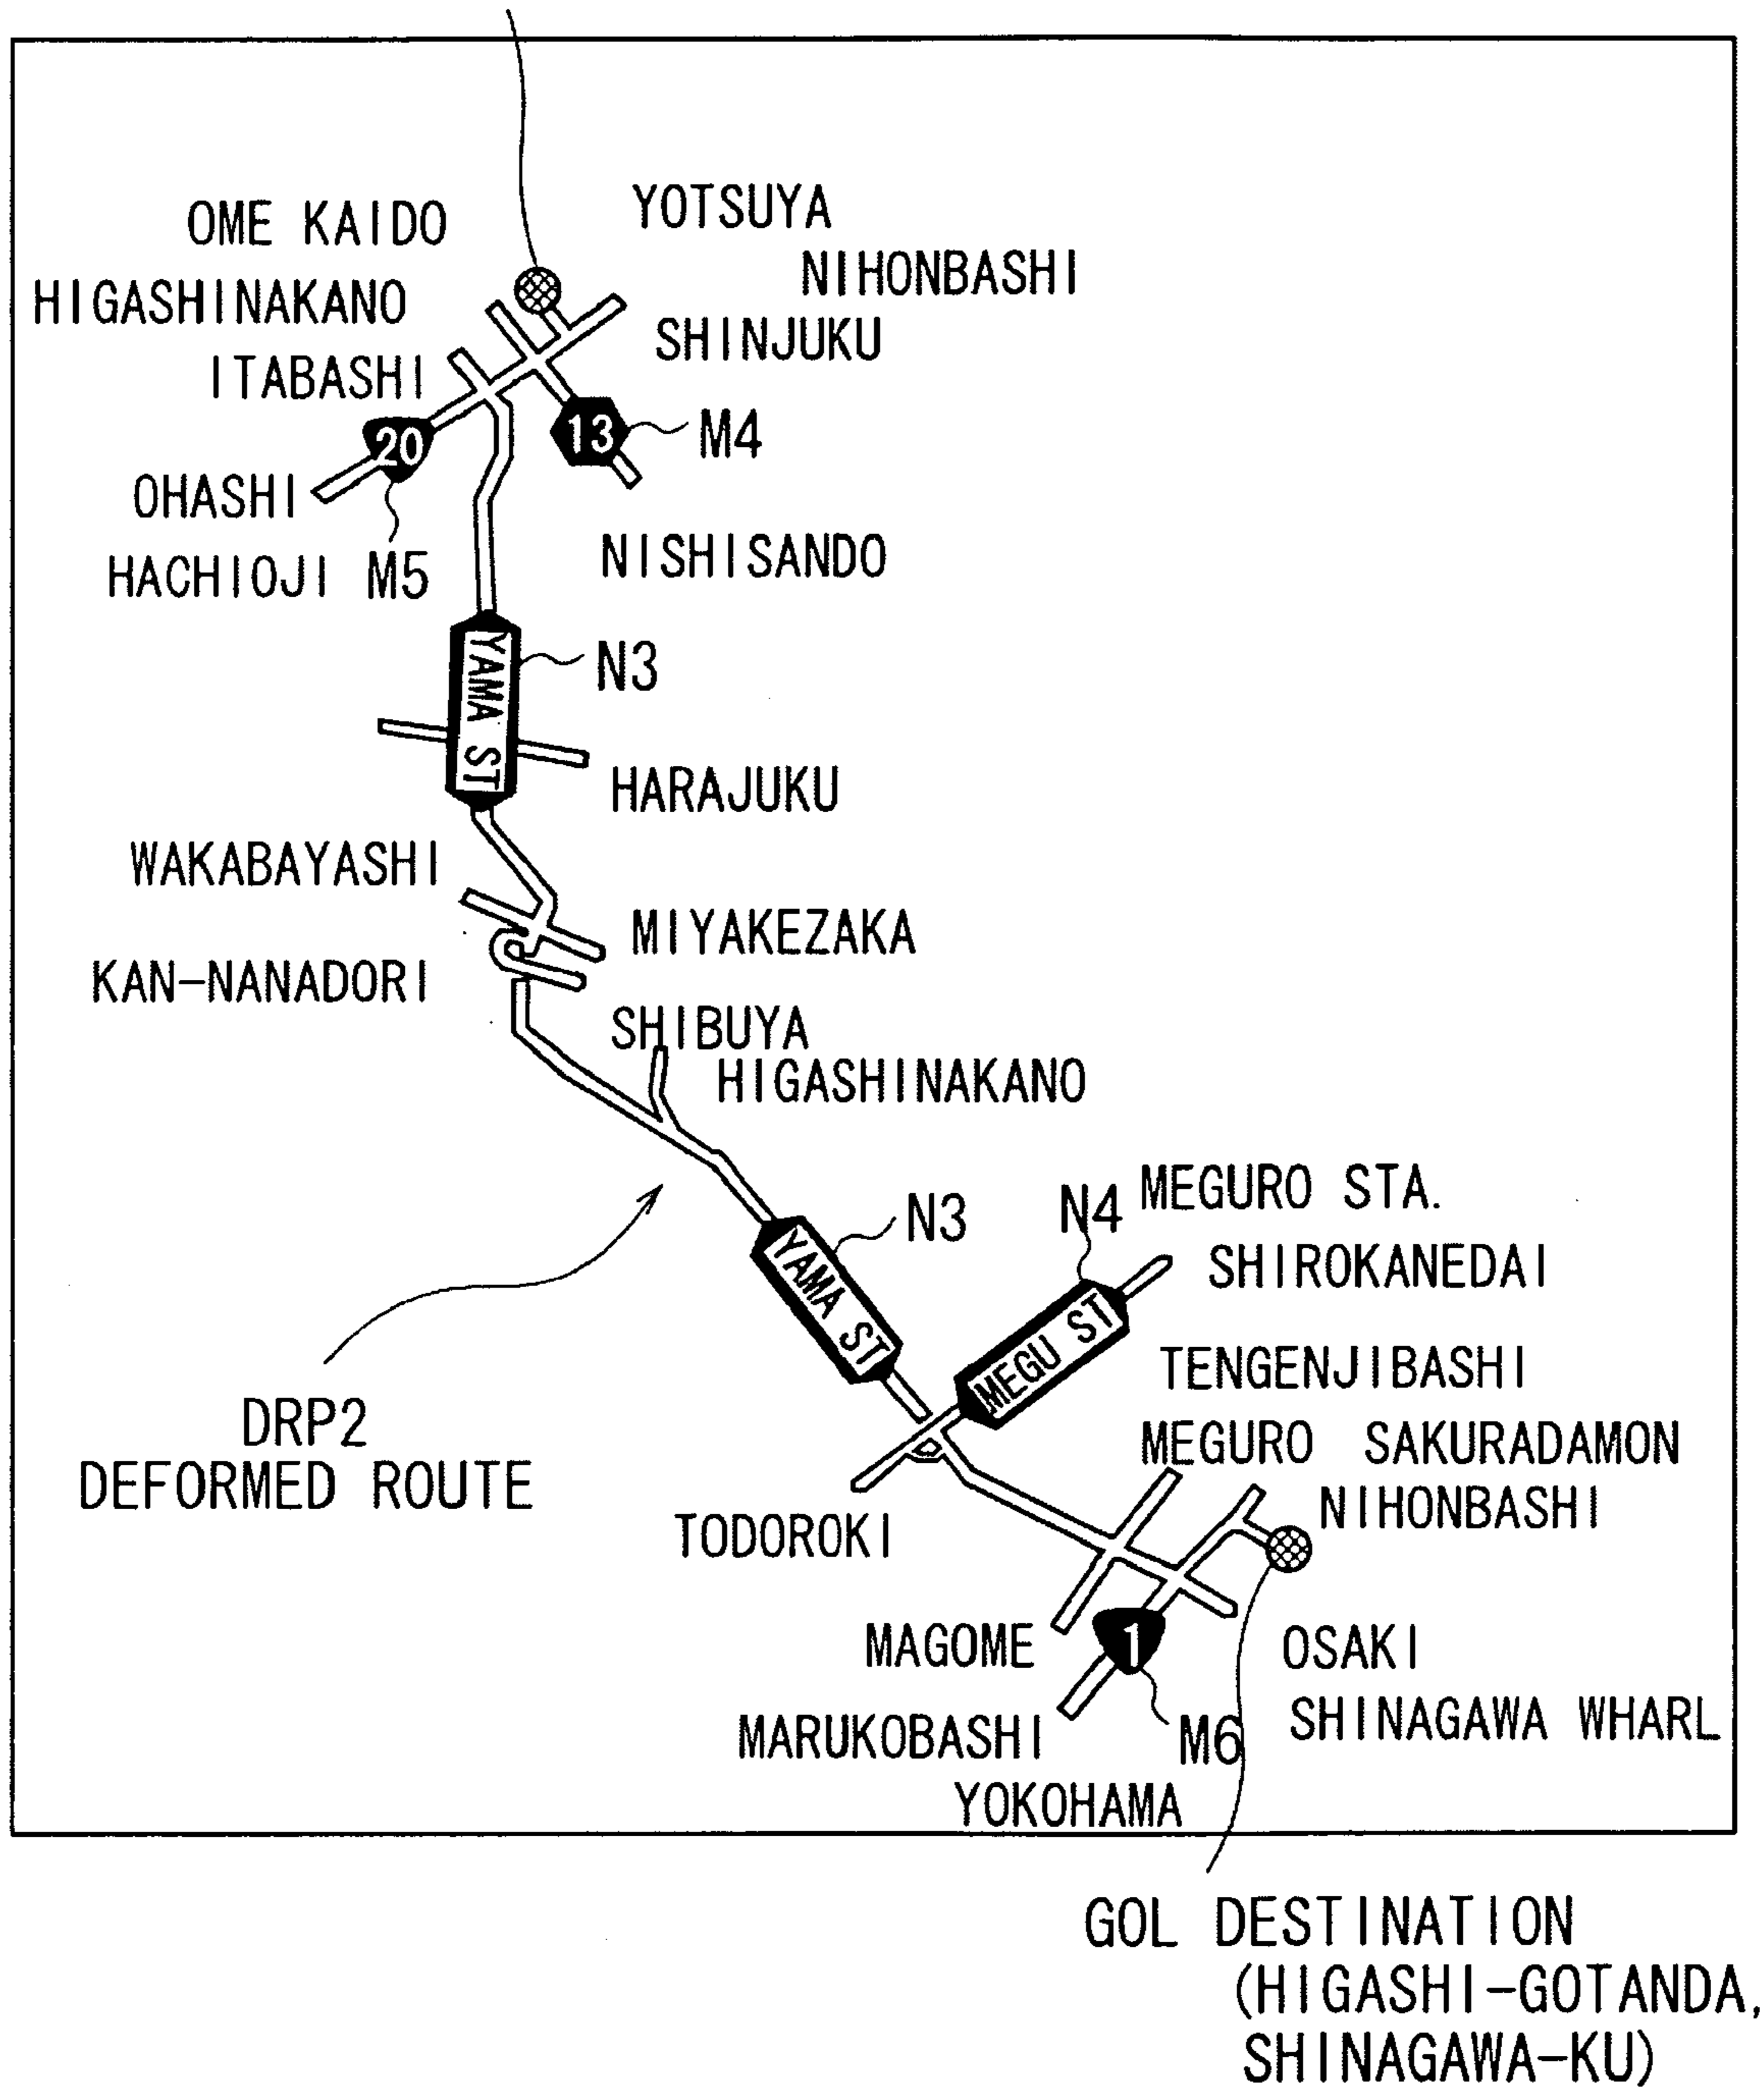 YOTSUYA
OME KAIDO
NIHONBASHI
HIGASHINAKANO
SHINJUKU
ITABASHI
20
13
M4
OHASHI
NISHISANDO
HACHIOJI M5
YAMA ST
N3
HARAJUKU
WAKABAYASHI
MIYAKEZAKA
KAN-NANADORI
SHIBUYA
HIGASHINAKANO
MEGURO STA.
N3
N4
SHIROKANEDAI
YAMA ST
MEGU ST
TENGENJIBASHI
DRP2
DEFORMED ROUTE
MEGURO SAKURADAMON
NIHONBASHI
TODOROKI
MAGOME
1
OSAKI
SHINAGAWA WHARL
MARUKOBASHI
M6
YOKOHAMA
GOL DESTINATION
(HIGASHI-GOTANDA,
SHINAGAWA-KU)